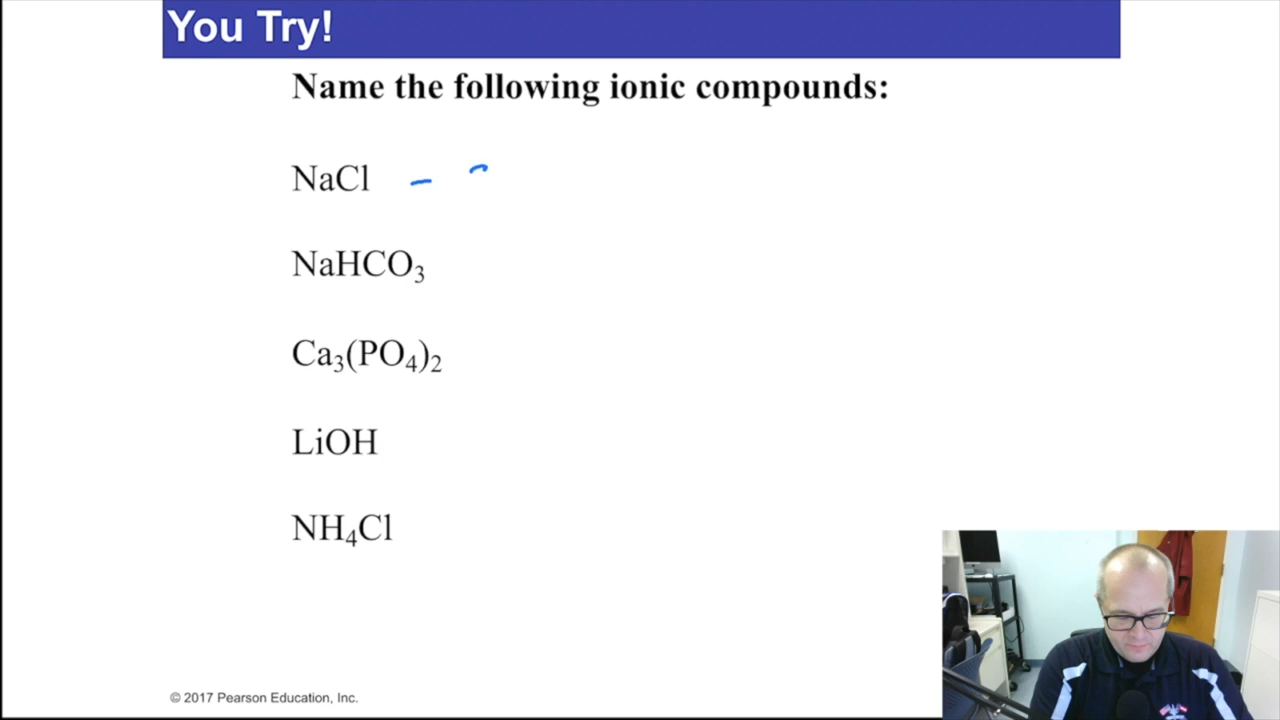 You Try!
Name the following ionic compounds:
NaCl -
NaHCO₃
Ca₃(PO₄)₂
LiOH
NH₄Cl
© 2017 Pearson Education, Inc.